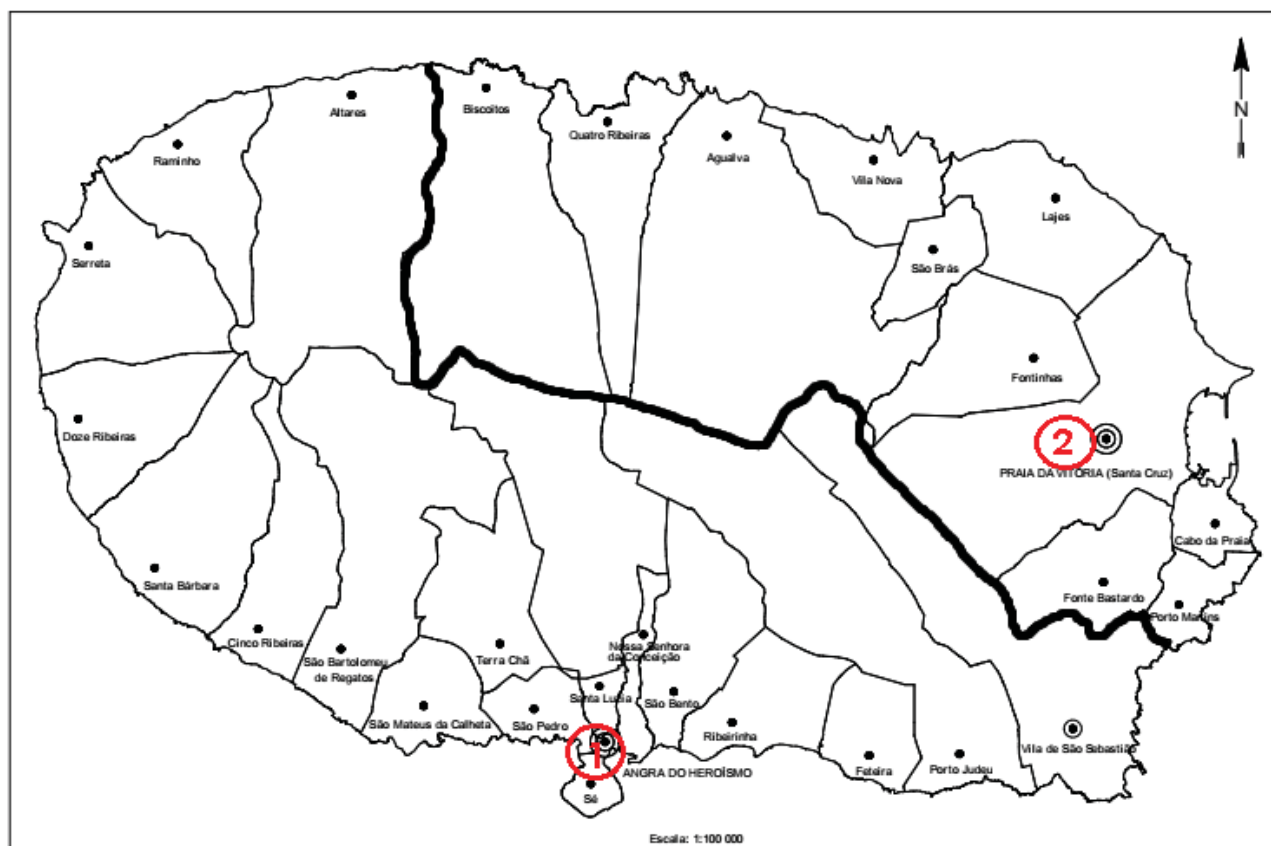 N
Altares
Biscoitos
Quatro Ribeiras
Agualva
Raminho
Vila Nova
Lajes
Serreta
São Brás
Fontinhas
Doze Ribeiras
2
PRAIA DA VITÓRIA (Santa Cruz)
Cabo da Praia
Santa Bárbara
Fonte Bastardo
Porto Martins
Cinco Ribeiras
São Bartolomeu
de Regatos
Terra Chã
Nossa Senhora
da Conceição
São Mateus da Calheta
São Pedro
Santa Luzia
São Bento
Ribeirinha
Vila de São Sebastião
1
ANGRA DO HEROÍSMO
Feteira
Porto Judeu
Sé
Escala: 1:100 000